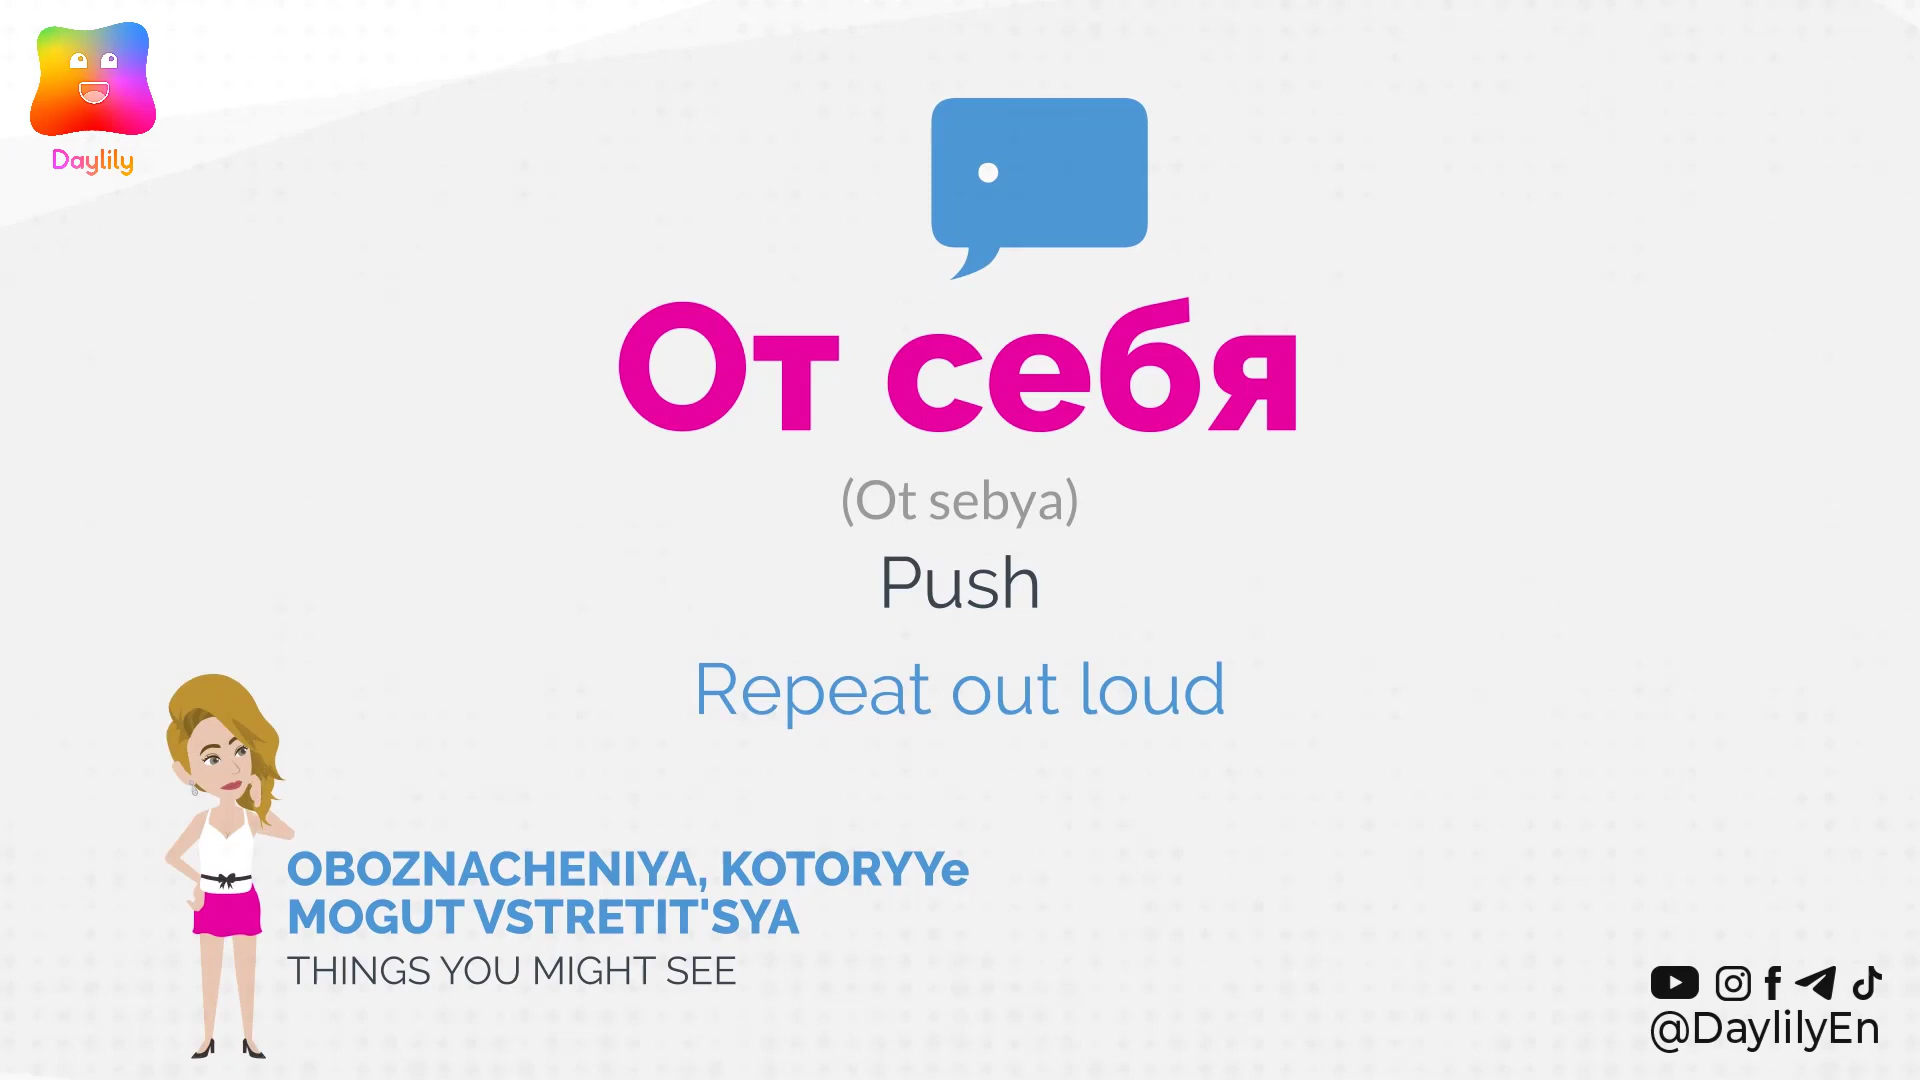 Daylily
От себя
(Ot sebya)
Push
Repeat out loud
OBOZNACHENIYA, KOTORYYe
MOGUT VSTRETIT'SYA
THINGS YOU MIGHT SEE
@DaylilyEn